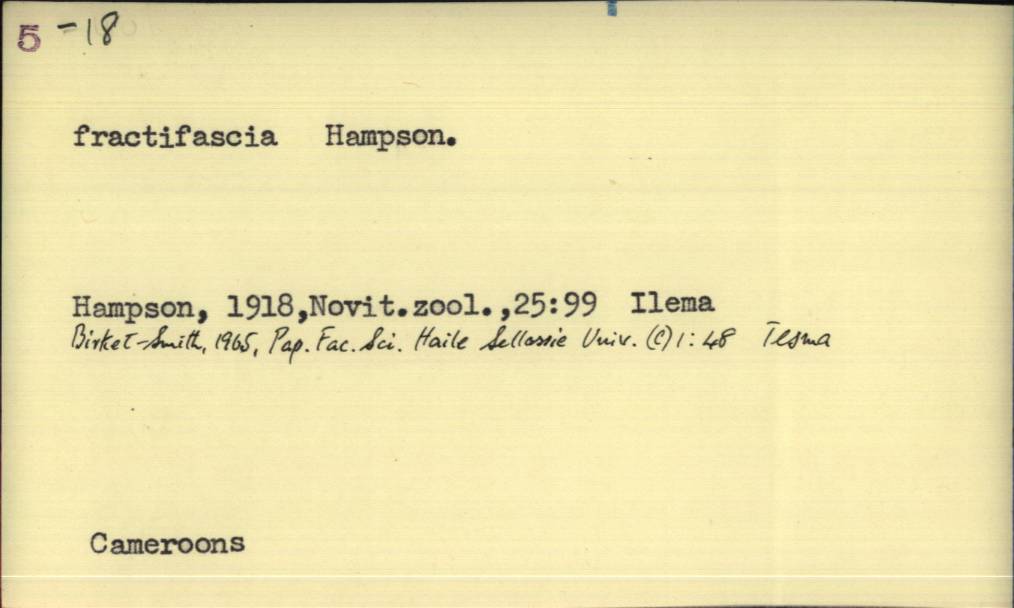 5 -18
fractifascia Hampson.
Hampson, 1918,Novit.zool.,25:99 Ilema
Birket-Smith, 1965, Pap. Fac. Sci. Haile Sellassie Univ. (C) 1: 48 Tesma
Cameroons